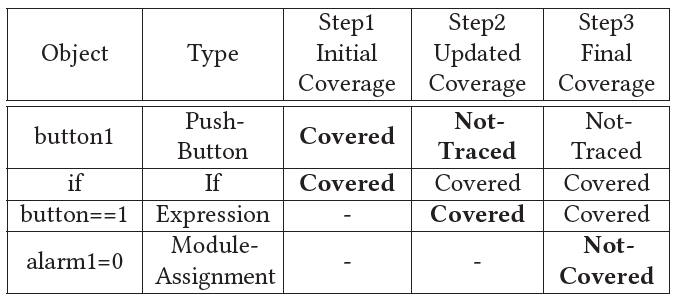 Object Type Step1 Initial Coverage Step2 Updated Coverage Step3 Final Coverage
button1 Push-Button Covered Not-Traced Not-Traced
if If Covered Covered Covered
button==1 Expression - Covered Covered
alarm1=0 Module-Assignment - - Not-Covered